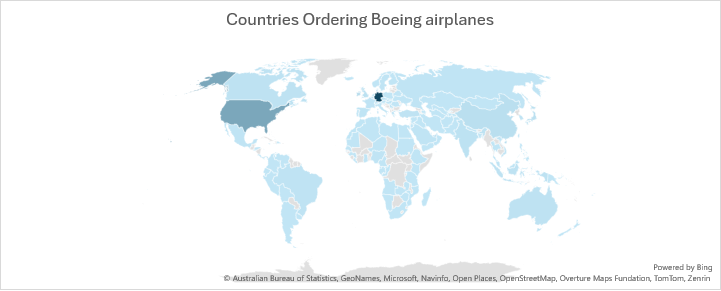 Countries Ordering Boeing airplanes
Powered by Bing
© Australian Bureau of Statistics, GeoNames, Microsoft, Navinfo, Open Places, OpenStreetMap, Overture Maps Fundation, TomTom, Zenrin